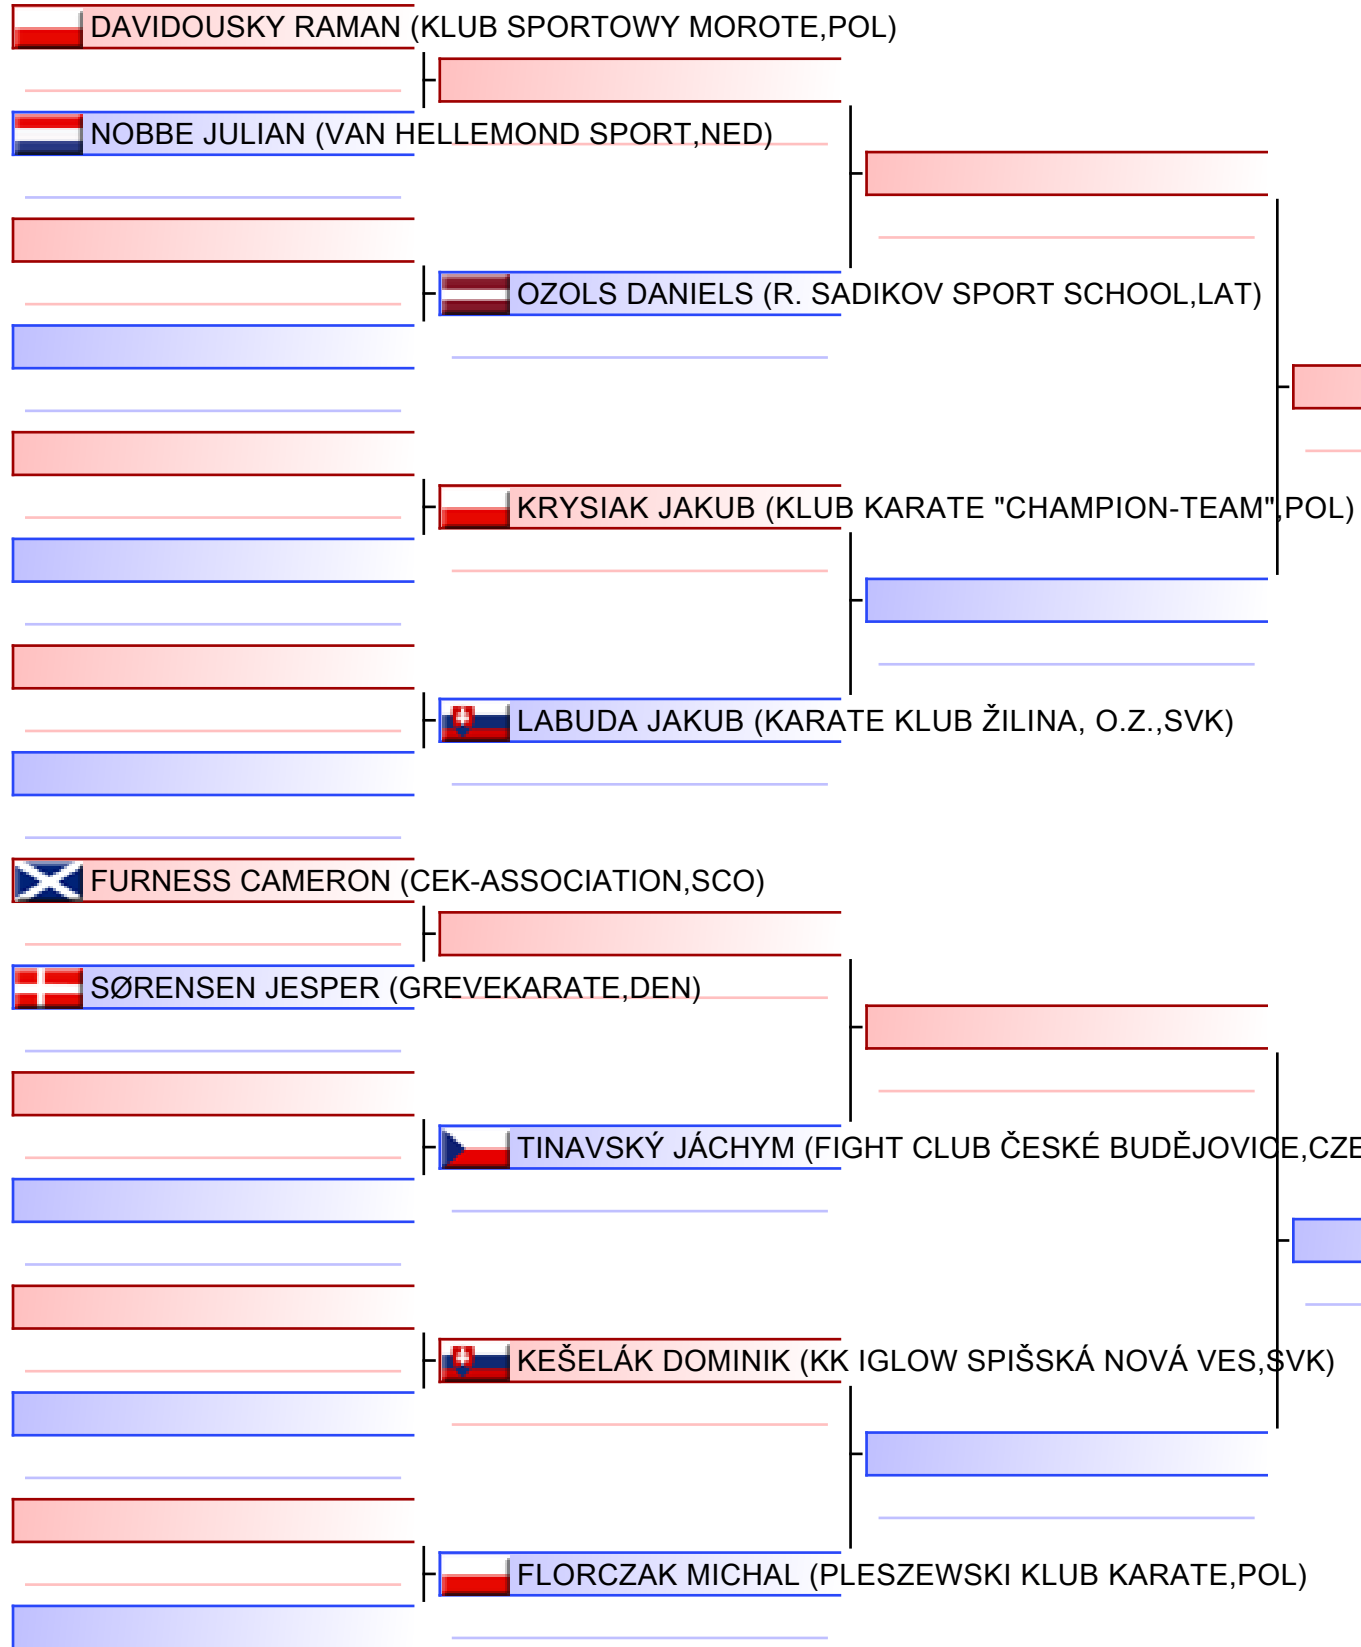 DAVIDOUSKY RAMAN (KLUB SPORTOWY MOROTE,POL)
NOBBE JULIAN (VAN HELLEMOND SPORT,NED)
OZOLS DANIELS (R. SADIKOV SPORT SCHOOL,LAT)
KRYSIAK JAKUB (KLUB KARATE "CHAMPION-TEAM",POL)
LABUDA JAKUB (KARATE KLUB ŽILINA, O.Z.,SVK)
FURNESS CAMERON (CEK-ASSOCIATION,SCO)
SØRENSEN JESPER (GREVEKARATE,DEN)
TINAVSKÝ JÁCHYM (FIGHT CLUB ČESKÉ BUDĚJOVICE,CZE
KEŠELÁK DOMINIK (KK IGLOW SPIŠSKÁ NOVÁ VES,SVK)
FLORCZAK MICHAL (PLESZEWSKI KLUB KARATE,POL)